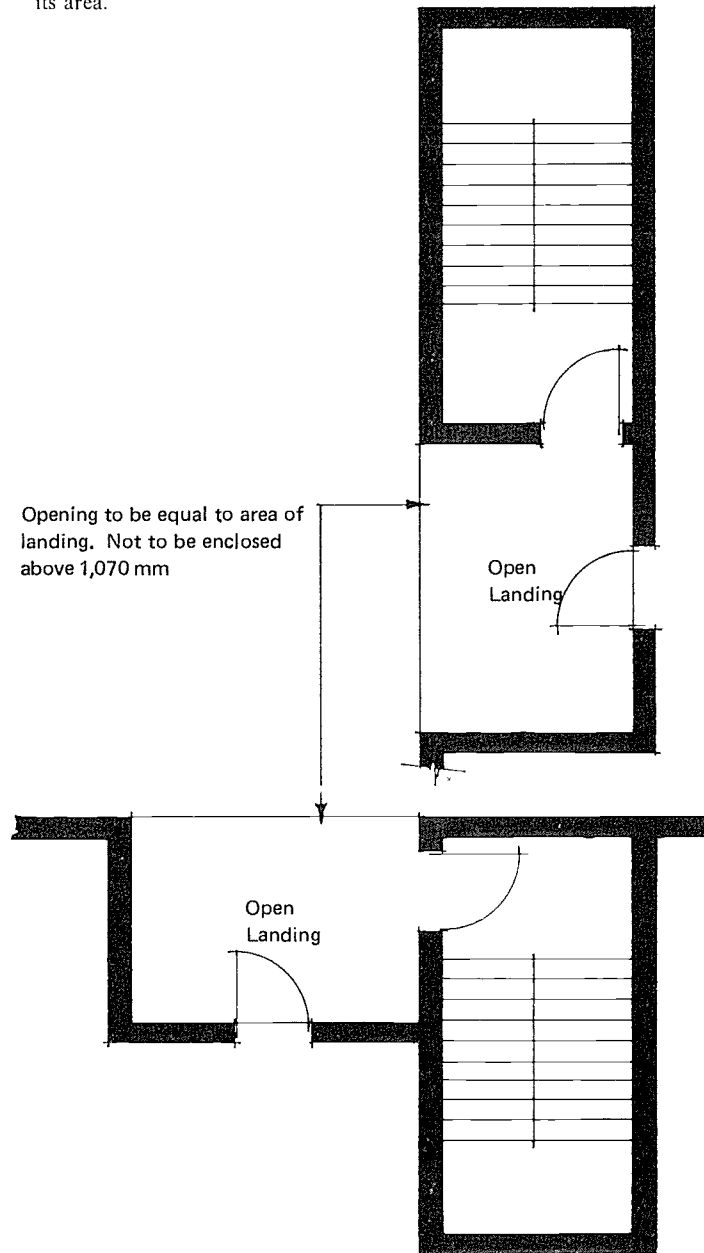 its area.
Opening to be equal to area of
landing. Not to be enclosed
above 1,070 mm
Open
Landing
Open
Landing